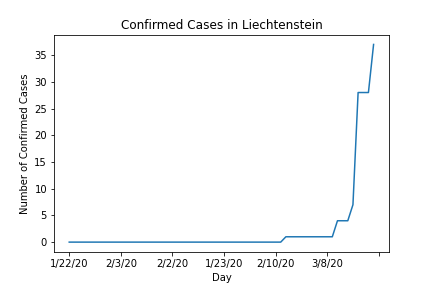 Confirmed Cases in Liechtenstein
35
30
25
20
15
10
5
0
Number of Confirmed Cases
1/22/20 2/3/20 2/2/20 1/23/20 2/10/20 3/8/20
Day